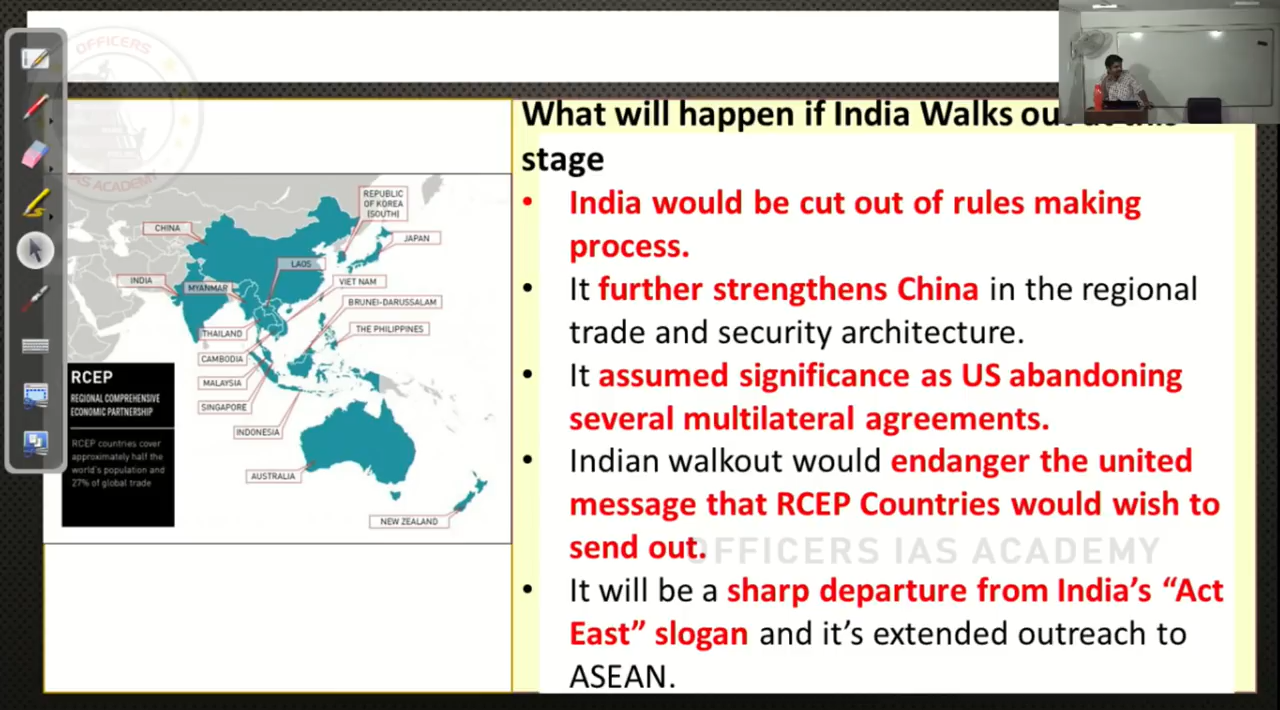 OFFICERS
IAS ACADEMY
What will happen if India Walks
stage
• India would be cut out of rules making
process.
• It further strengthens China in the regional
trade and security architecture.
• It assumed significance as US abandoning
several multilateral agreements.
• Indian walkout would endanger the united
message that RCEP Countries would wish to
send out.
• It will be a sharp departure from India's “Act
East” slogan and it's extended outreach to
ASEAN.
OFFICERS IAS ACADEMY
REPUBLIC
OF KOREA
(SOUTH)
CHINA
JAPAN
LAOS
INDIA
MYANMAR
VIET NAM
BRUNEI-DARUSSALAM
THE PHILIPPINES
THAILAND
CAMBODIA
MALAYSIA
SINGAPORE
INDONESIA
AUSTRALIA
NEW ZEALAND
RCEP
REGIONAL COMPREHENSIVE
ECONOMIC PARTNERSHIP
RCEP countries cover
approximately half the
world's population and
27% of global trade